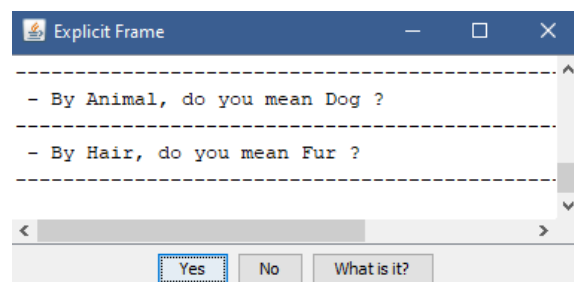 Explicit Frame
- By Animal, do you mean Dog ?
- By Hair, do you mean Fur ?
Yes No What is it?